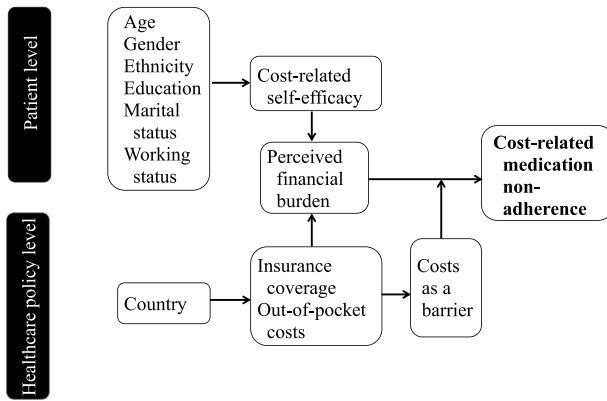 Patient level
Age
Gender
Ethnicity
Education
Marital
status
Working
status
Cost-related
self-efficacy
Perceived
financial
burden
Cost-related
medication
non-
adherence
Healthcare policy level
Country
Insurance
coverage
Out-of-pocket
costs
Costs
as a
barrier